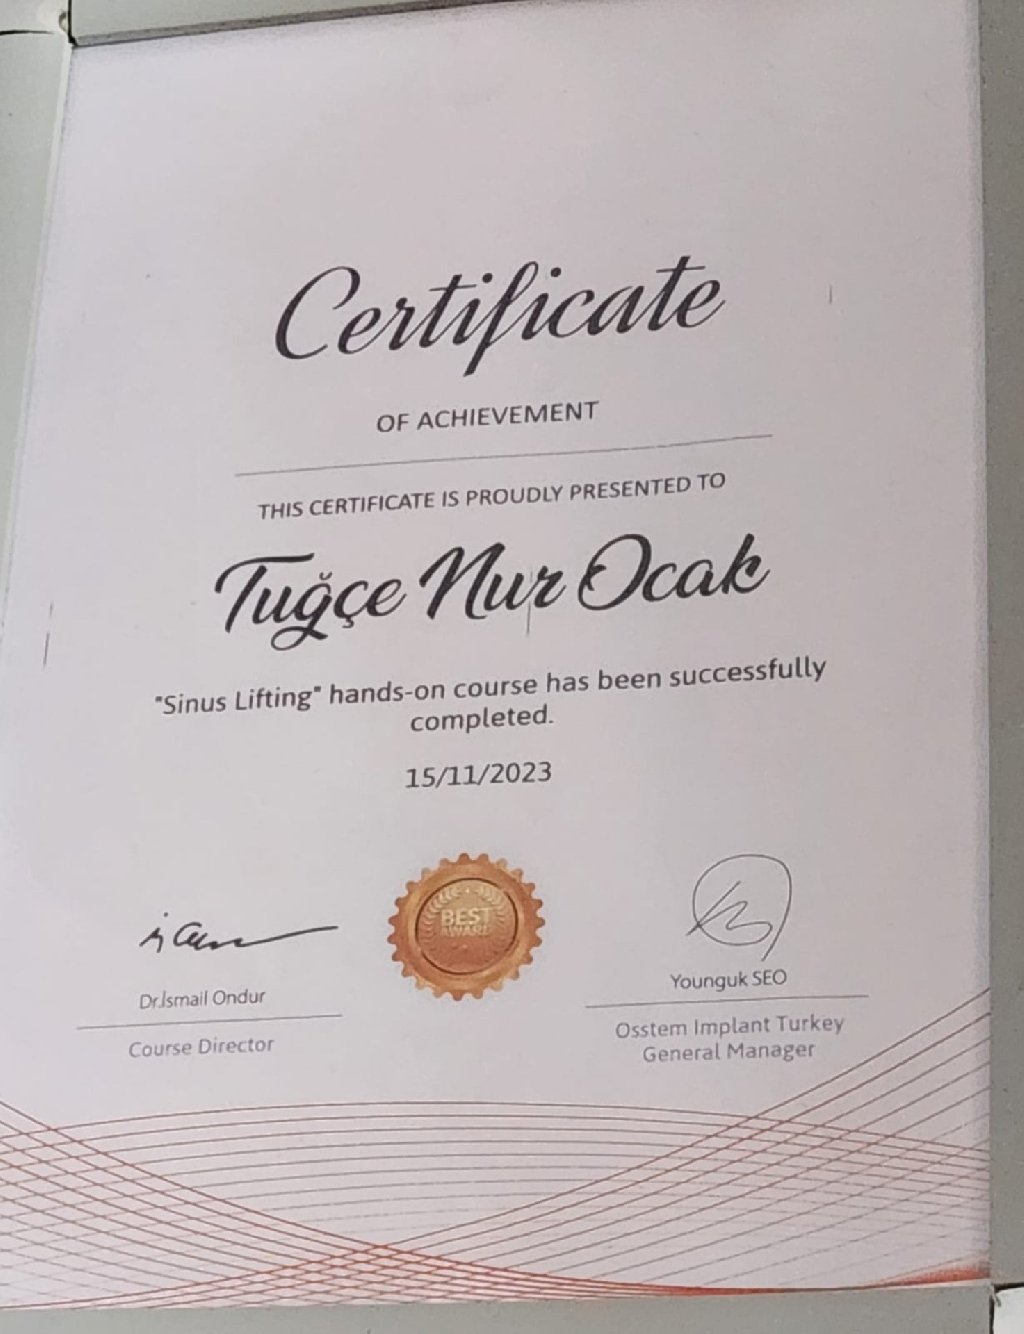 Certificate
OF ACHIEVEMENT
THIS CERTIFICATE IS PROUDLY PRESENTED TO
Tuğçe Nur Ocak
"Sinus Lifting" hands-on course has been successfully
completed.
15/11/2023
BEST
AWARD
Dr.İsmail Ondur
Course Director
Younguk SEO
Osstem Implant Turkey
General Manager